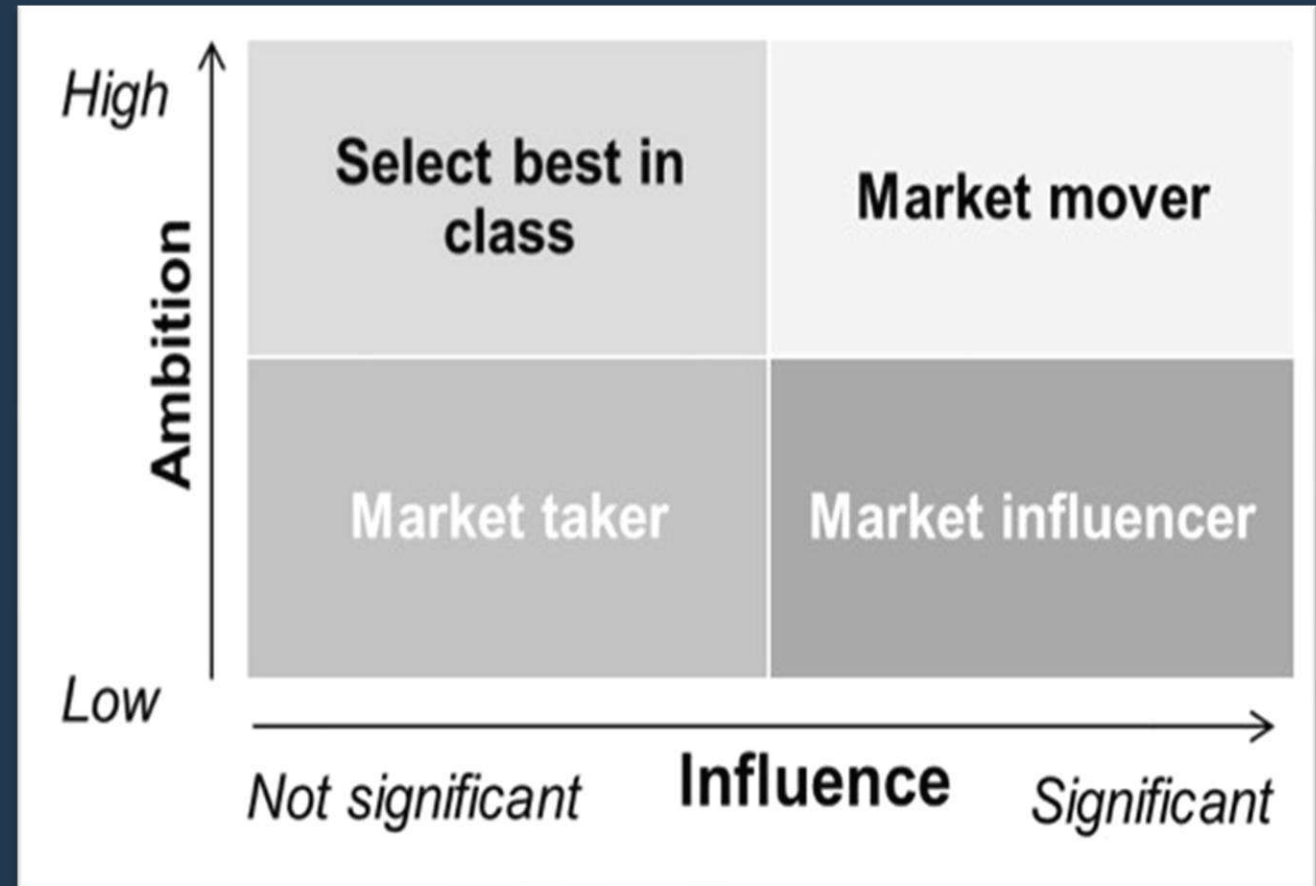 High
Select best in
class
Market mover
Ambition
Market taker
Market influencer
Low
Not significant
Influence
Significant